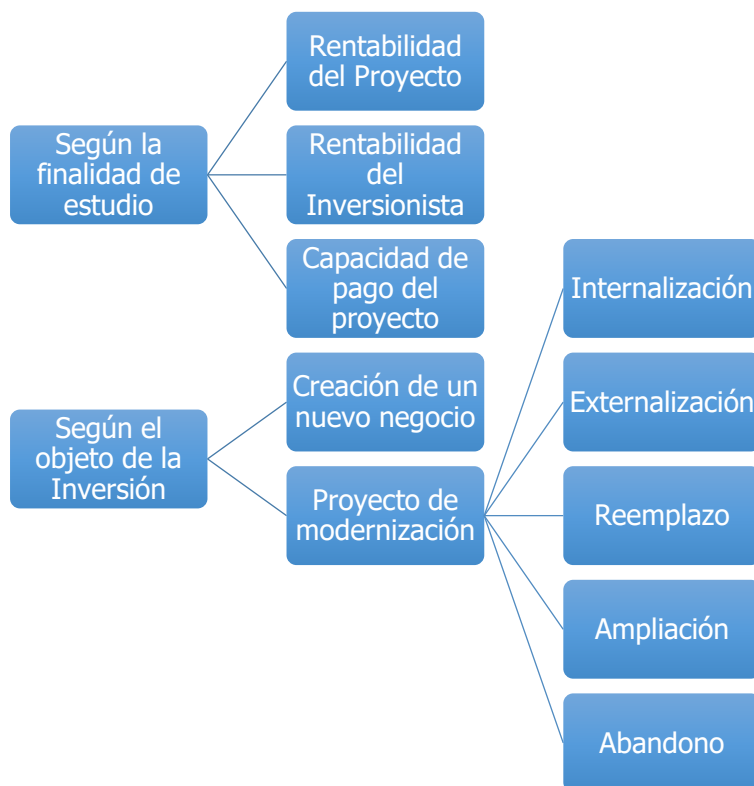 Según la
finalidad de
estudio
Rentabilidad
del Proyecto
Rentabilidad
del
Inversionista
Capacidad de
pago del
proyecto
Según el
objeto de la
Inversión
Creación de un
nuevo negocio
Proyecto de
modernización
Internalización
Externalización
Reemplazo
Ampliación
Abandono